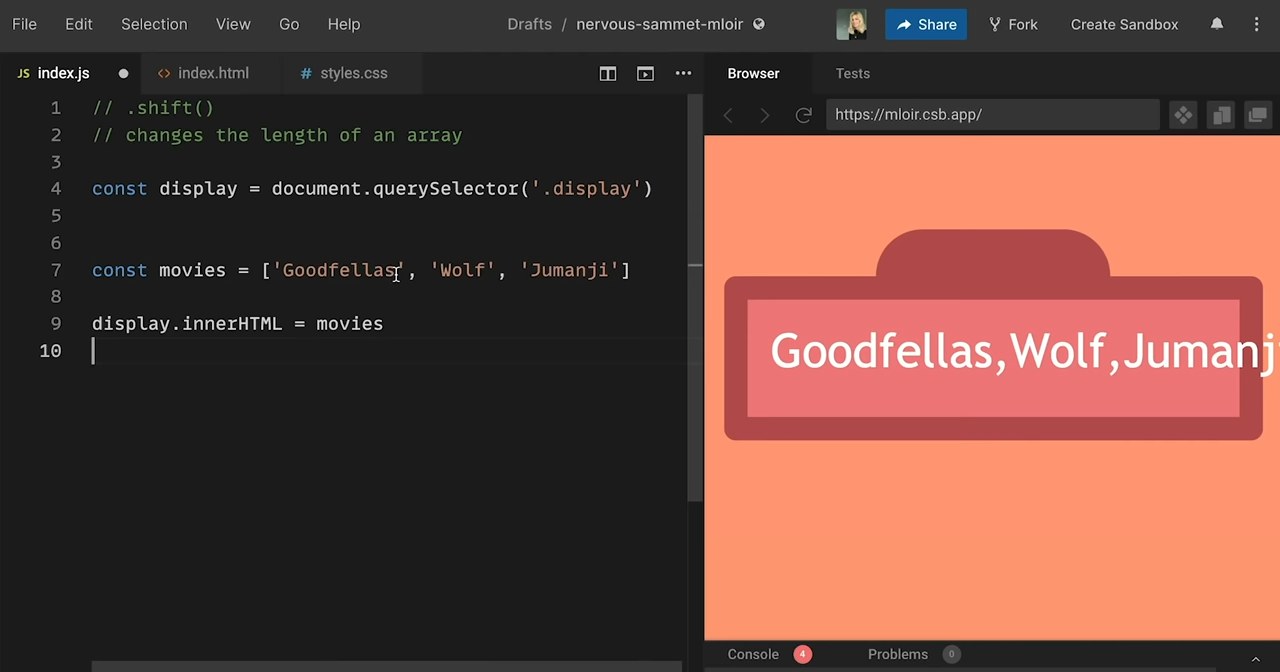 File Edit Selection View Go Help Drafts / nervous-sammet-mloir Share Fork Create Sandbox
JS index.js <> index.html # styles.css ••• Browser Tests
https://mloir.csb.app/
1 // .shift()
2 // changes the length of an array
3
4 const display = document.querySelector('.display')
5
6
7 const movies = ['Goodfellas', 'Wolf', 'Jumanji']
8
9 display.innerHTML = movies
10
Goodfellas,Wolf,Jumanji
Console 4 Problems 0